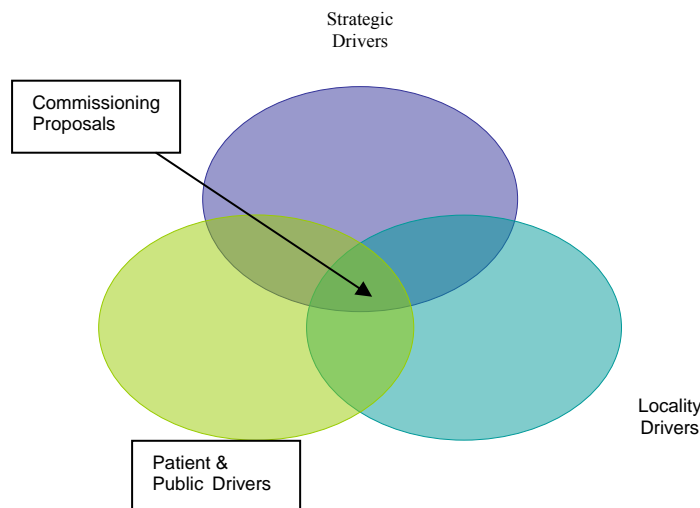 Strategic
Drivers
Commissioning
Proposals
Locality
Drivers
Patient &
Public Drivers